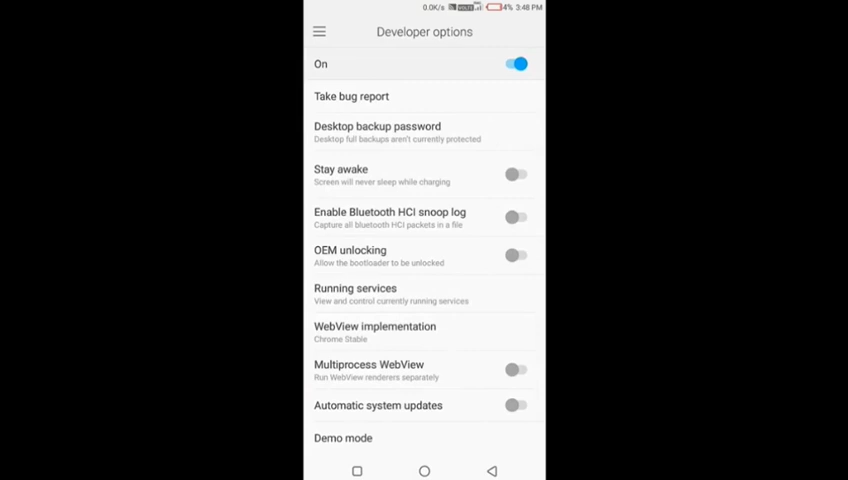 0.0K/s VOLTE 4% 3:48 PM
Developer options
On
Take bug report
Desktop backup password
Desktop full backups aren't currently protected
Stay awake
Screen will never sleep while charging
Enable Bluetooth HCI snoop log
Capture all bluetooth HCI packets in a file
OEM unlocking
Allow the bootloader to be unlocked
Running services
View and control currently running services
WebView implementation
Chrome Stable
Multiprocess WebView
Run WebView renderers separately
Automatic system updates
Demo mode